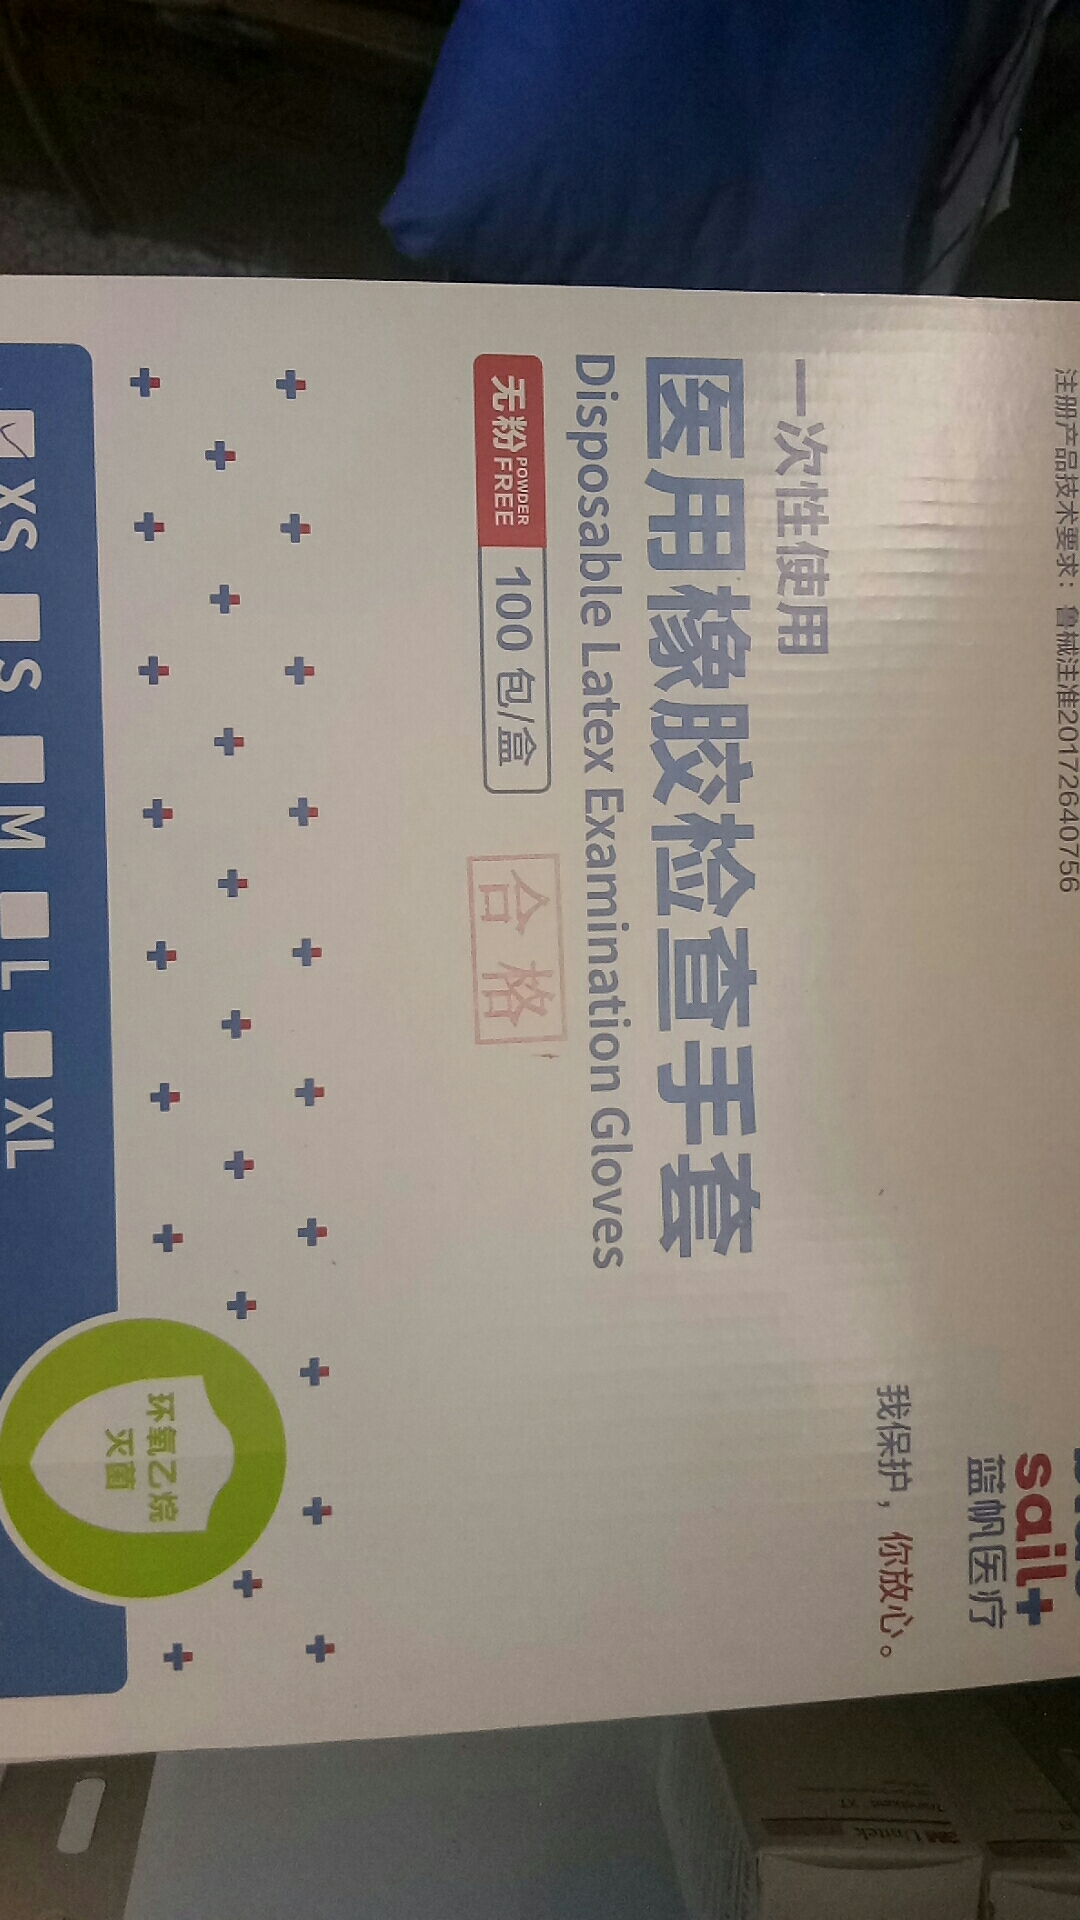 注册产品技术要求：鲁械注准20172640756
sail+
蓝帆医疗
我保护，你放心。
一次性使用
医用橡胶检查手套
Disposable Latex Examination Gloves
无粉 POWDER FREE 100 包/盒
合格
环氧乙烷
灭菌
XS S M L XL
3M Unitek